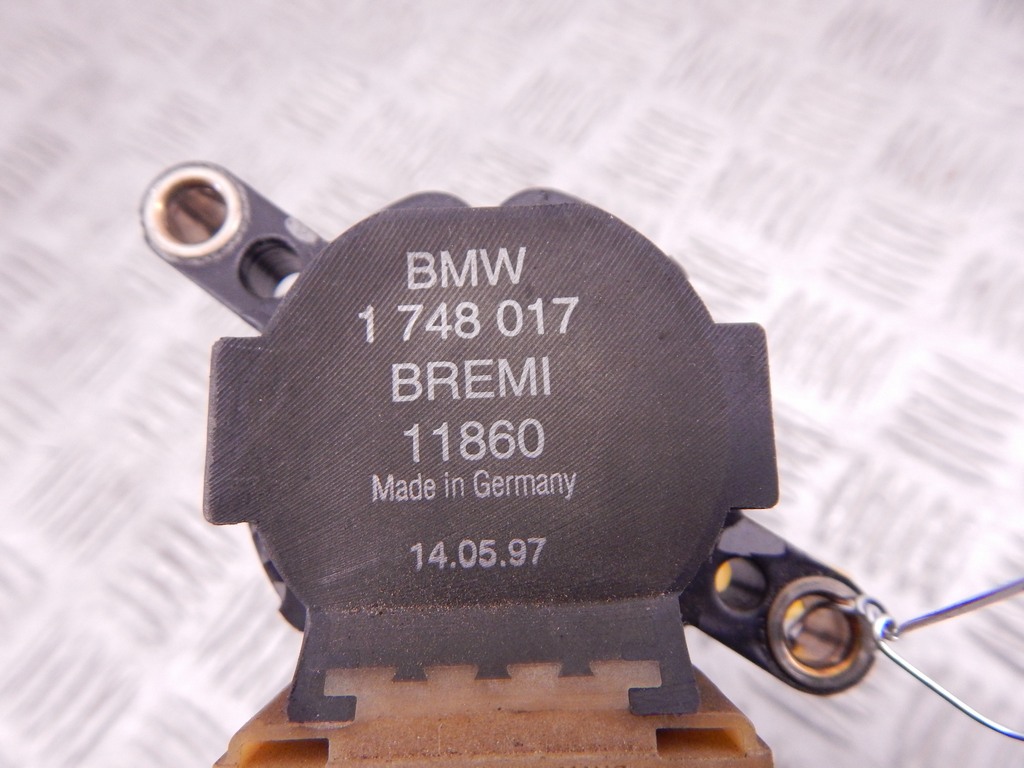 BMW
1 748 017
BREMI
11860
Made in Germany
14.05.97